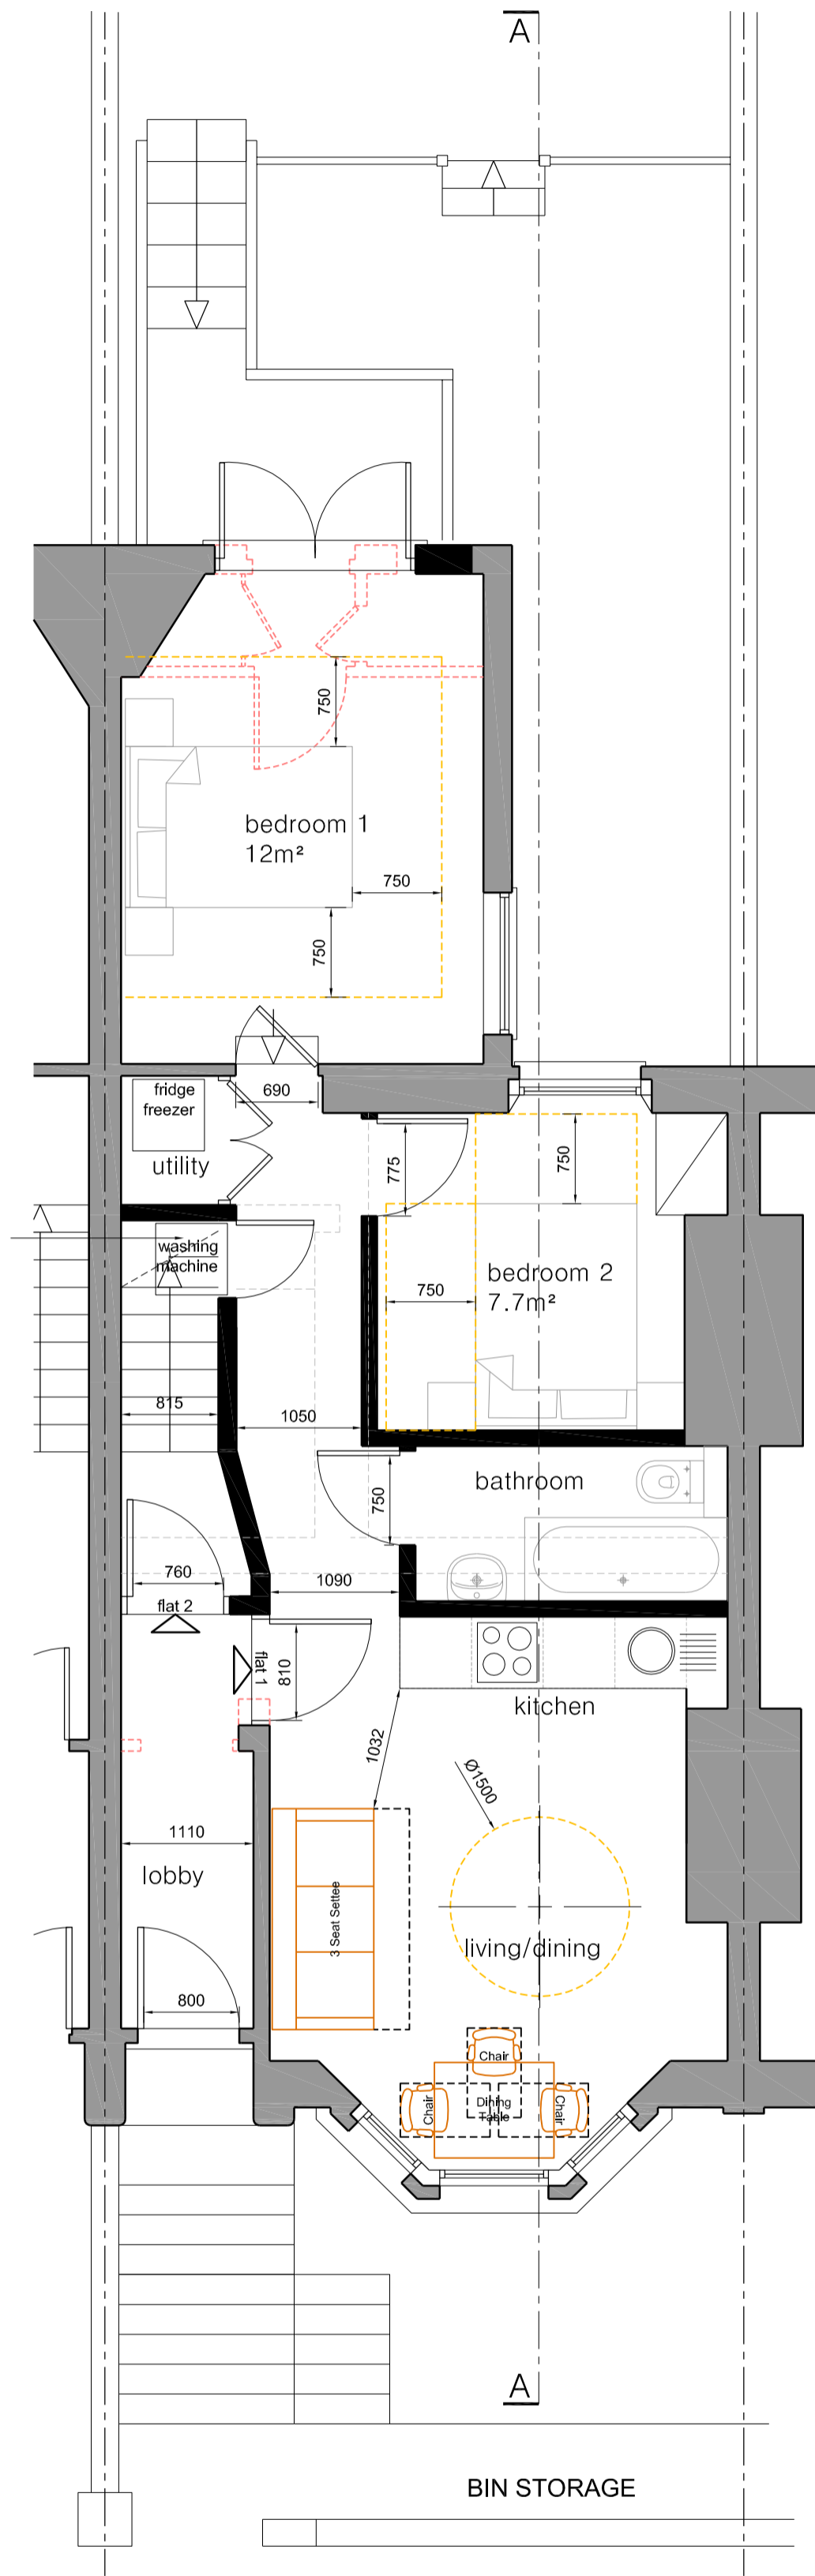 A
750
bedroom 1
12m²
750
750
fridge
freezer
690
utility
775
750
washing
machine
bedroom 2
7.7m²
750
815
1050
bathroom
750
760
1090
flat 2
flat 1
810
kitchen
1032
Ø1500
1110
lobby
3 Seat Settee
living/dining
800
Chair
Chair
Dining
Table
Chair
A
BIN STORAGE